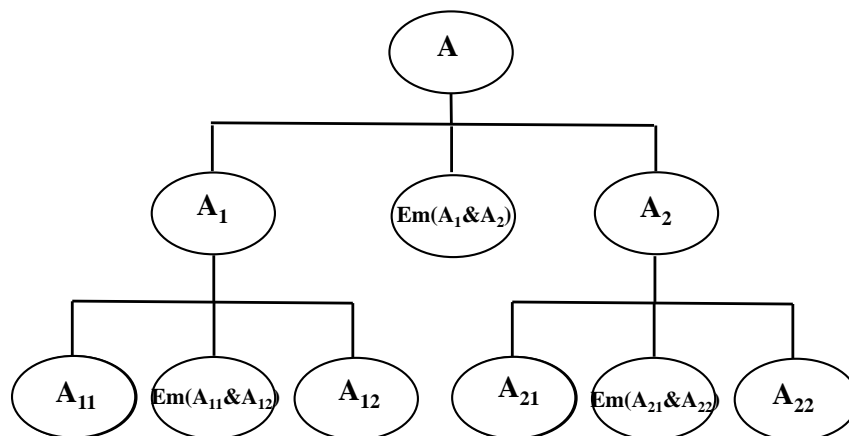 A
A₁
Em(A₁&A₂)
A₂
A₁₁
Em(A₁₁&A₁₂)
A₁₂
A₂₁
Em(A₂₁&A₂₂)
A₂₂